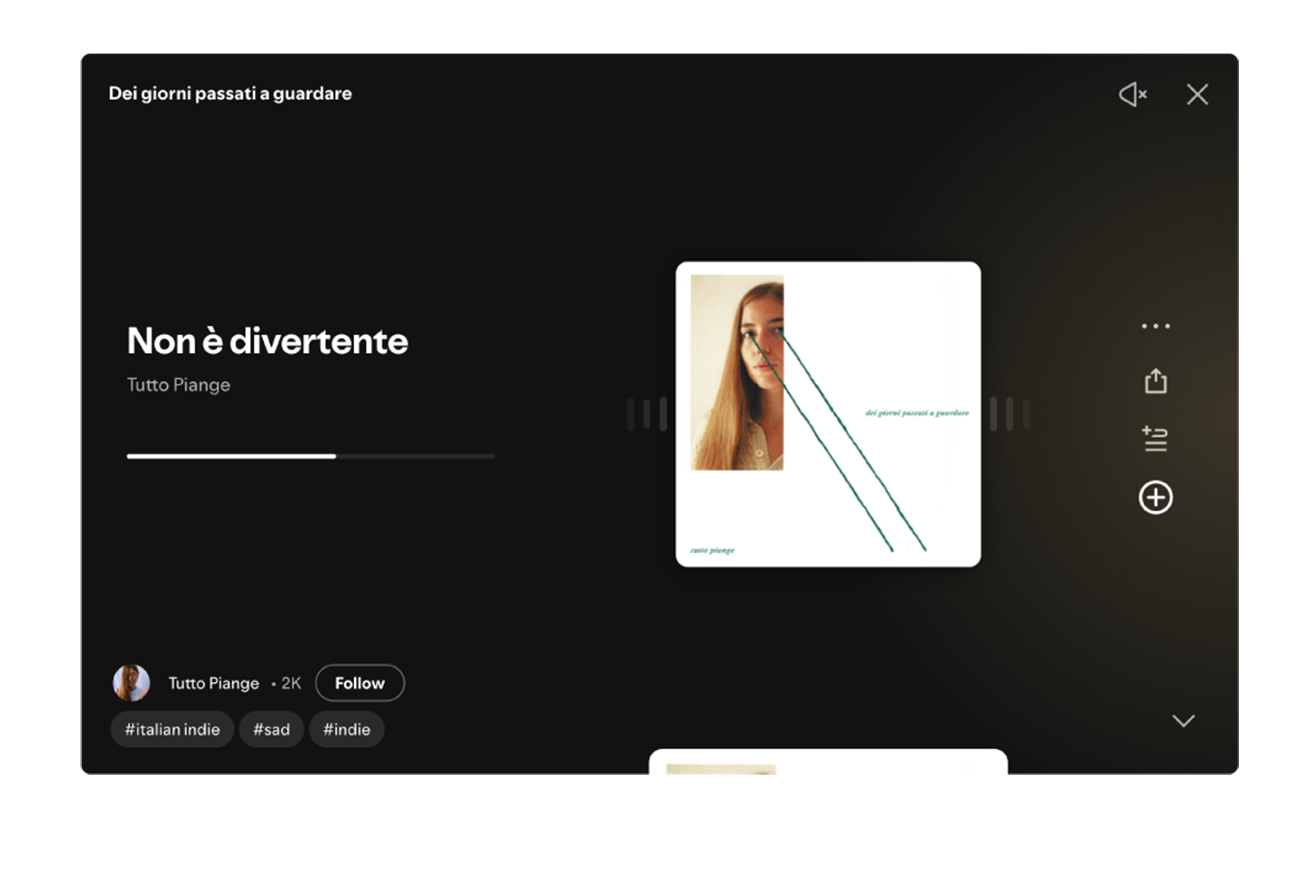 Dei giorni passati a guardare
Non è divertente
Tutto Piange
dei giorni passati a guardare
tutto piange
Tutto Piange • 2K Follow
#italian indie #sad #indie